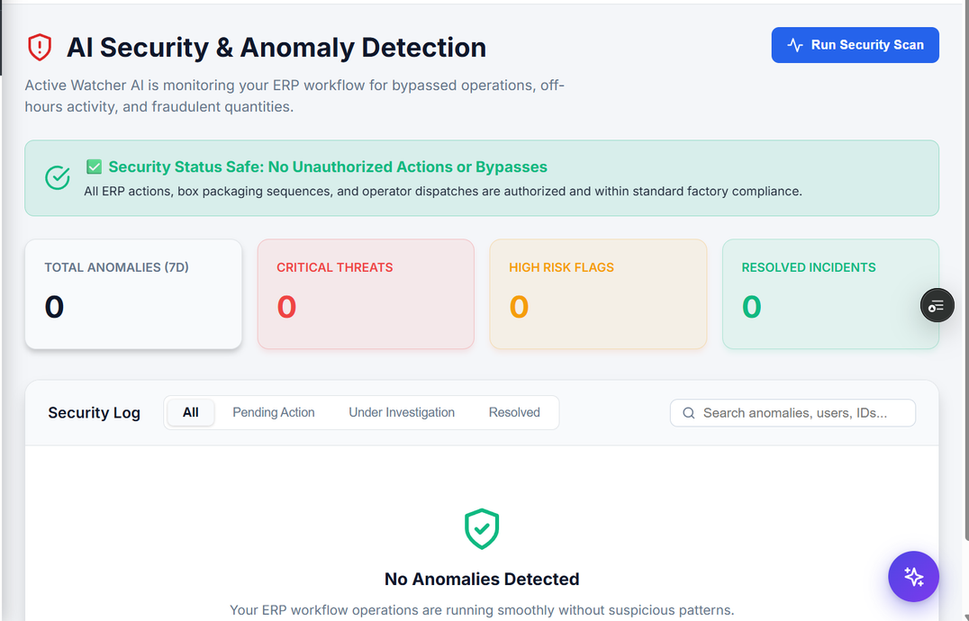 AI Security & Anomaly Detection
Run Security Scan
Active Watcher AI is monitoring your ERP workflow for bypassed operations, off-
hours activity, and fraudulent quantities.
✅ Security Status Safe: No Unauthorized Actions or Bypasses
All ERP actions, box packaging sequences, and operator dispatches are authorized and within standard factory compliance.
TOTAL ANOMALIES (7D)
0
CRITICAL THREATS
0
HIGH RISK FLAGS
0
RESOLVED INCIDENTS
0
Security Log
All
Pending Action
Under Investigation
Resolved
Search anomalies, users, IDs...
No Anomalies Detected
Your ERP workflow operations are running smoothly without suspicious patterns.